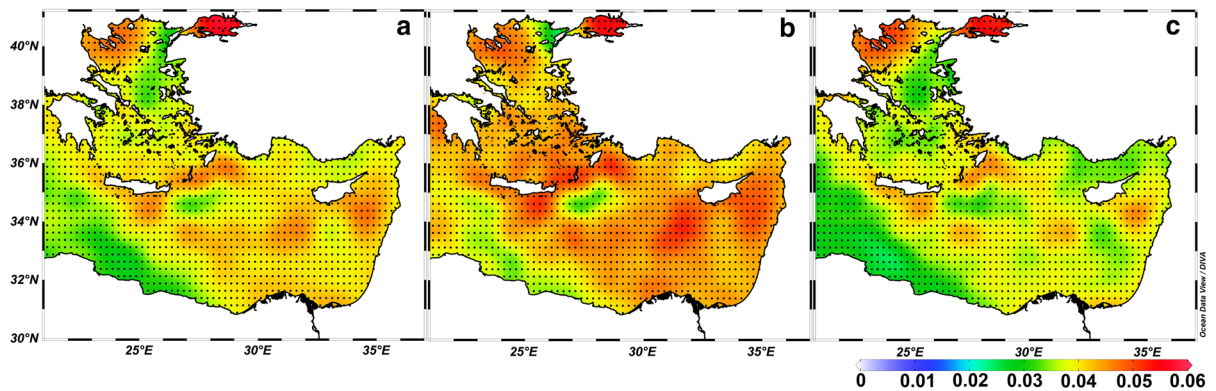 a b c
40°N
38°N
36°N
34°N
32°N
30°N
25°E 30°E 35°E 25°E 30°E 35°E 25°E 30°E 35°E
Ocean Data View / DIVA
0 0.01 0.02 0.03 0.04 0.05 0.06